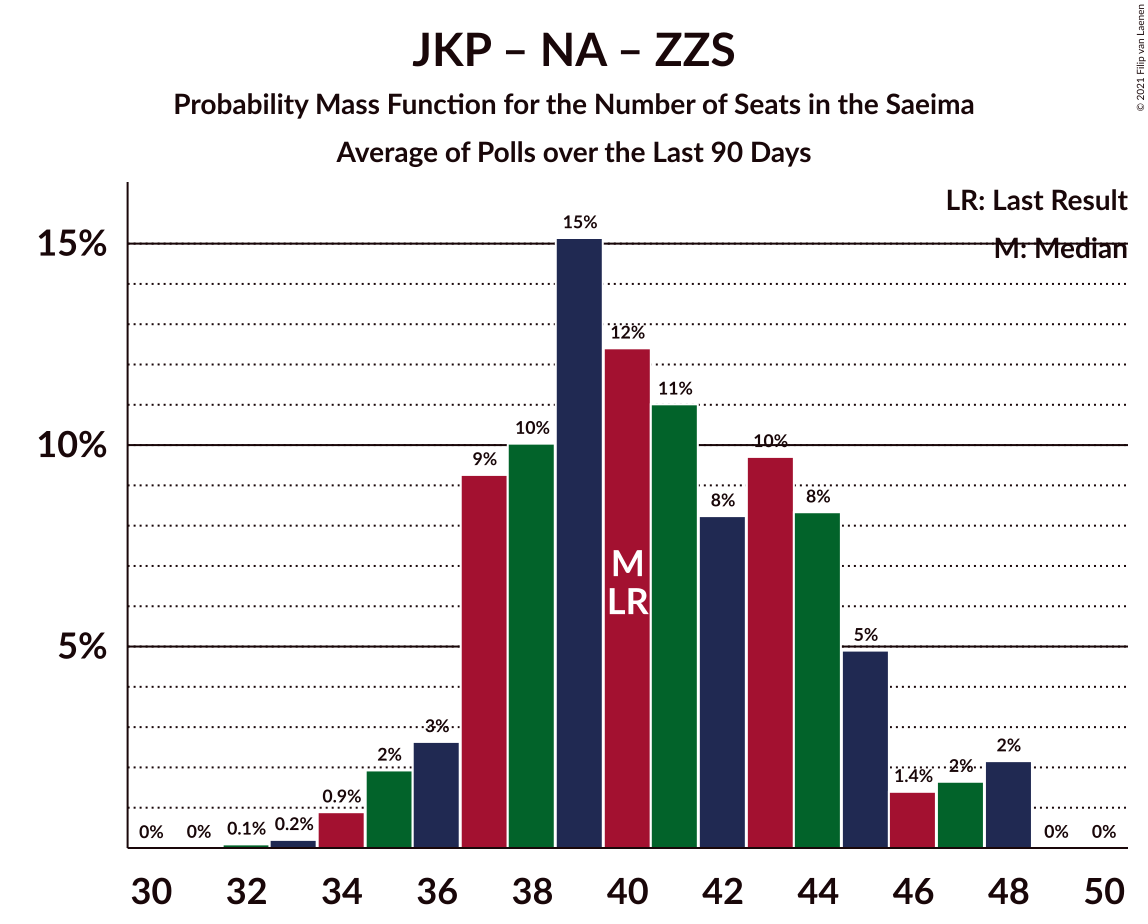 JKP – NA – ZZS
Probability Mass Function for the Number of Seats in the Saeima
Average of Polls over the Last 90 Days
© 2021 Filip van Laenen
LR: Last Result
M: Median
15%
10%
5%
0%
0%
0.1%
0.2%
0.9%
2%
3%
9%
10%
15%
12%
11%
8%
10%
8%
5%
1.4%
2%
2%
0%
0%
M
LR
30 32 34 36 38 40 42 44 46 48 50